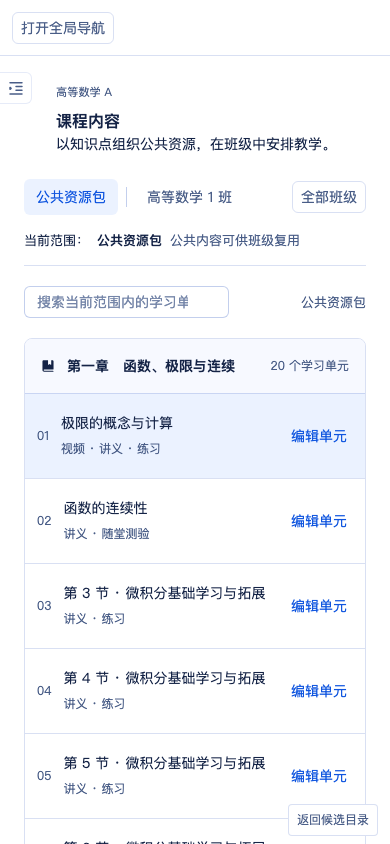 打开全局导航
高等数学 A
课程内容
以知识点组织公共资源，在班级中安排教学。
公共资源包 高等数学 1 班 全部班级
当前范围： 公共资源包 公共内容可供班级复用
搜索当前范围内的学习单 公共资源包
第一章 函数、极限与连续 20 个学习单元
01 极限的概念与计算 编辑单元
视频 · 讲义 · 练习
02 函数的连续性 编辑单元
讲义 · 随堂测验
03 第 3 节 · 微积分基础学习与拓展 编辑单元
讲义 · 练习
04 第 4 节 · 微积分基础学习与拓展 编辑单元
讲义 · 练习
05 第 5 节 · 微积分基础学习与拓展 编辑单元
讲义 · 练习
返回候选目录